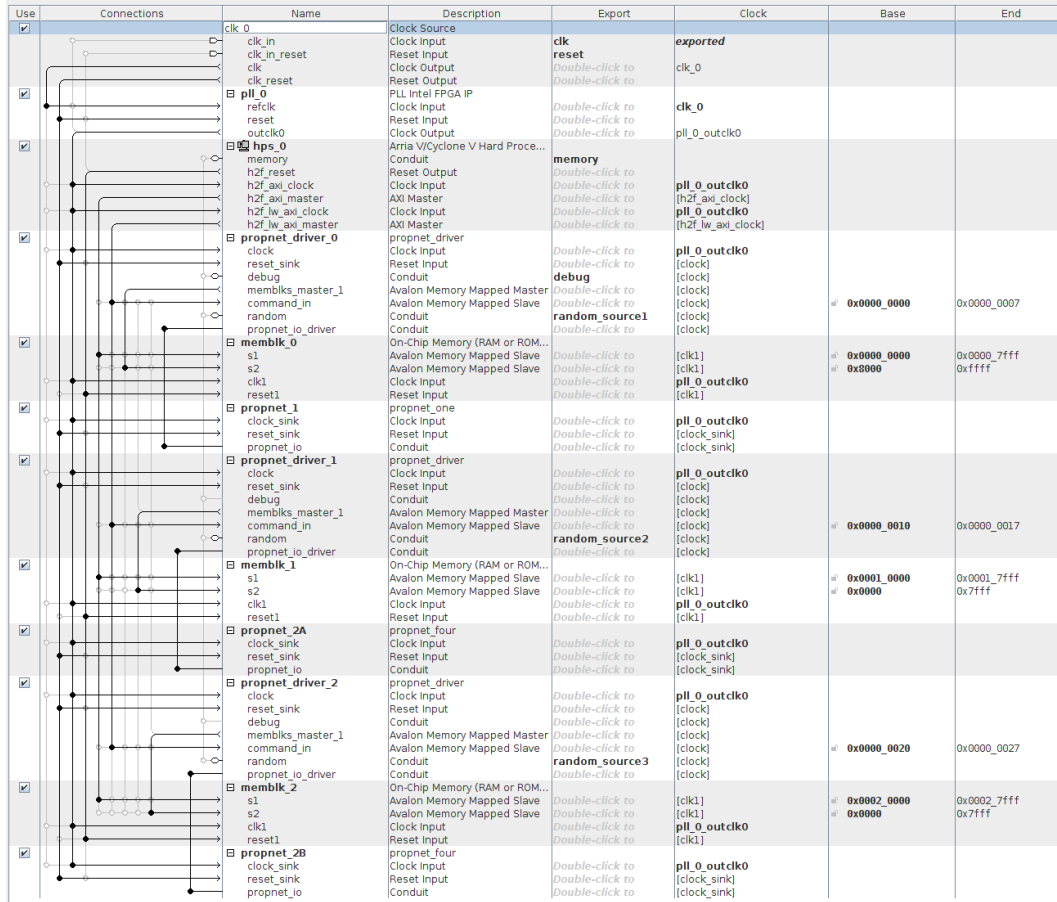 Use Connections Name Description Export Clock Base End
clk_0 Clock Source
clk_in Clock Input clk exported
clk_in_reset Reset Input reset
clk Clock Output Double-click to clk_0
clk_reset Reset Output Double-click to
pll_0 PLL Intel FPGA IP
refclk Clock Input Double-click to clk_0
reset Reset Input Double-click to
outclk0 Clock Output Double-click to pll_0_outclk0
hps_0 Arria V/Cyclone V Hard Proce...
memory Conduit memory
h2f_reset Reset Output Double-click to
h2f_axi_clock Clock Input Double-click to pll_0_outclk0
h2f_axi_master AXI Master Double-click to [h2f_axi_clock]
h2f_lw_axi_clock Clock Input Double-click to pll_0_outclk0
h2f_lw_axi_master AXI Master Double-click to [h2f_lw_axi_clock]
propnet_driver_0 propnet_driver
clock Clock Input Double-click to pll_0_outclk0
reset_sink Reset Input Double-click to [clock]
debug Conduit debug [clock]
memblks_master_1 Avalon Memory Mapped Master Double-click to [clock]
command_in Avalon Memory Mapped Slave Double-click to [clock] 0x0000_0000 0x0000_0007
random Conduit random_source1 [clock]
propnet_io_driver Conduit Double-click to [clock]
memblk_0 On-Chip Memory (RAM or ROM...
s1 Avalon Memory Mapped Slave Double-click to [clk1] 0x0000_0000 0x0000_7fff
s2 Avalon Memory Mapped Slave Double-click to [clk1] 0x8000 0xffff
clk1 Clock Input Double-click to pll_0_outclk0
reset1 Reset Input Double-click to [clk1]
propnet_1 propnet_one
clock_sink Clock Input Double-click to pll_0_outclk0
reset_sink Reset Input Double-click to [clock_sink]
propnet_io Conduit Double-click to [clock_sink]
propnet_driver_1 propnet_driver
clock Clock Input Double-click to pll_0_outclk0
reset_sink Reset Input Double-click to [clock]
debug Conduit Double-click to [clock]
memblks_master_1 Avalon Memory Mapped Master Double-click to [clock]
command_in Avalon Memory Mapped Slave Double-click to [clock] 0x0000_0010 0x0000_0017
random Conduit random_source2 [clock]
propnet_io_driver Conduit Double-click to [clock]
memblk_1 On-Chip Memory (RAM or ROM...
s1 Avalon Memory Mapped Slave Double-click to [clk1] 0x0001_0000 0x0001_7fff
s2 Avalon Memory Mapped Slave Double-click to [clk1] 0x0000 0x7fff
clk1 Clock Input Double-click to pll_0_outclk0
reset1 Reset Input Double-click to [clk1]
propnet_2A propnet_four
clock_sink Clock Input Double-click to pll_0_outclk0
reset_sink Reset Input Double-click to [clock_sink]
propnet_io Conduit Double-click to [clock_sink]
propnet_driver_2 propnet_driver
clock Clock Input Double-click to pll_0_outclk0
reset_sink Reset Input Double-click to [clock]
debug Conduit Double-click to [clock]
memblks_master_1 Avalon Memory Mapped Master Double-click to [clock]
command_in Avalon Memory Mapped Slave Double-click to [clock] 0x0000_0020 0x0000_0027
random Conduit random_source3 [clock]
propnet_io_driver Conduit Double-click to [clock]
memblk_2 On-Chip Memory (RAM or ROM...
s1 Avalon Memory Mapped Slave Double-click to [clk1] 0x0002_0000 0x0002_7fff
s2 Avalon Memory Mapped Slave Double-click to [clk1] 0x0000 0x7fff
clk1 Clock Input Double-click to pll_0_outclk0
reset1 Reset Input Double-click to [clk1]
propnet_2B propnet_four
clock_sink Clock Input Double-click to pll_0_outclk0
reset_sink Reset Input Double-click to [clock_sink]
propnet_io Conduit Double-click to [clock_sink]